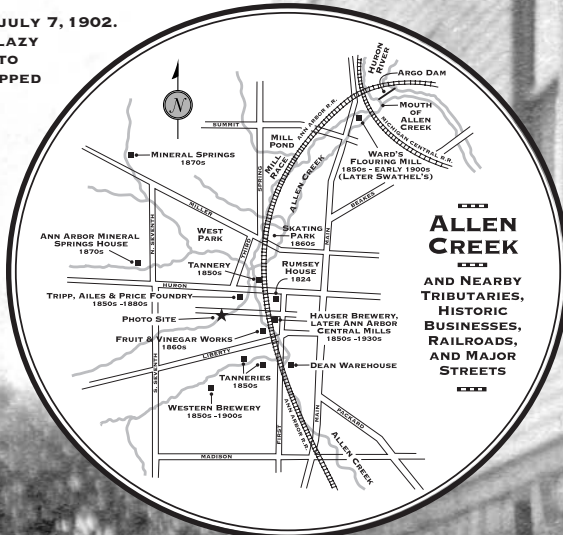 JULY 7, 1902.
LAZY
TO
PPED
N
HURON
RIVER
ARGO DAM
MOUTH
OF
ALLEN
CREEK
MICHIGAN CENTRAL R.R.
ANN ARBOR R.R.
SUMMIT
MILL
POND
MILL
RACE
SPRING
ALLEN CREEK
WARD'S
FLOURING MILL
1850s - EARLY 1900s
(LATER SWATHEL'S)
MINERAL SPRINGS
1870s
MILLER
MAIN
BEAKES
N. SEVENTH
WEST
PARK
THIRD
SKATING
PARK
1860s
ANN ARBOR MINERAL
SPRINGS HOUSE
1870s
TANNERY
1850s
RUMSEY
HOUSE
1824
HURON
TRIPP, AILES & PRICE FOUNDRY
1850s -1880s
PHOTO SITE
HAUSER BREWERY,
LATER ANN ARBOR
CENTRAL MILLS
1850s -1930s
FRUIT & VINEGAR WORKS
1860s
LIBERTY
S. SEVENTH
TANNERIES
1850s
DEAN WAREHOUSE
WESTERN BREWERY
1850s -1900s
FIRST
ANN ARBOR R.R.
MAIN
PACKARD
ALLEN CREEK
MADISON
ALLEN
CREEK
AND NEARBY
TRIBUTARIES,
HISTORIC
BUSINESSES,
RAILROADS,
AND MAJOR
STREETS